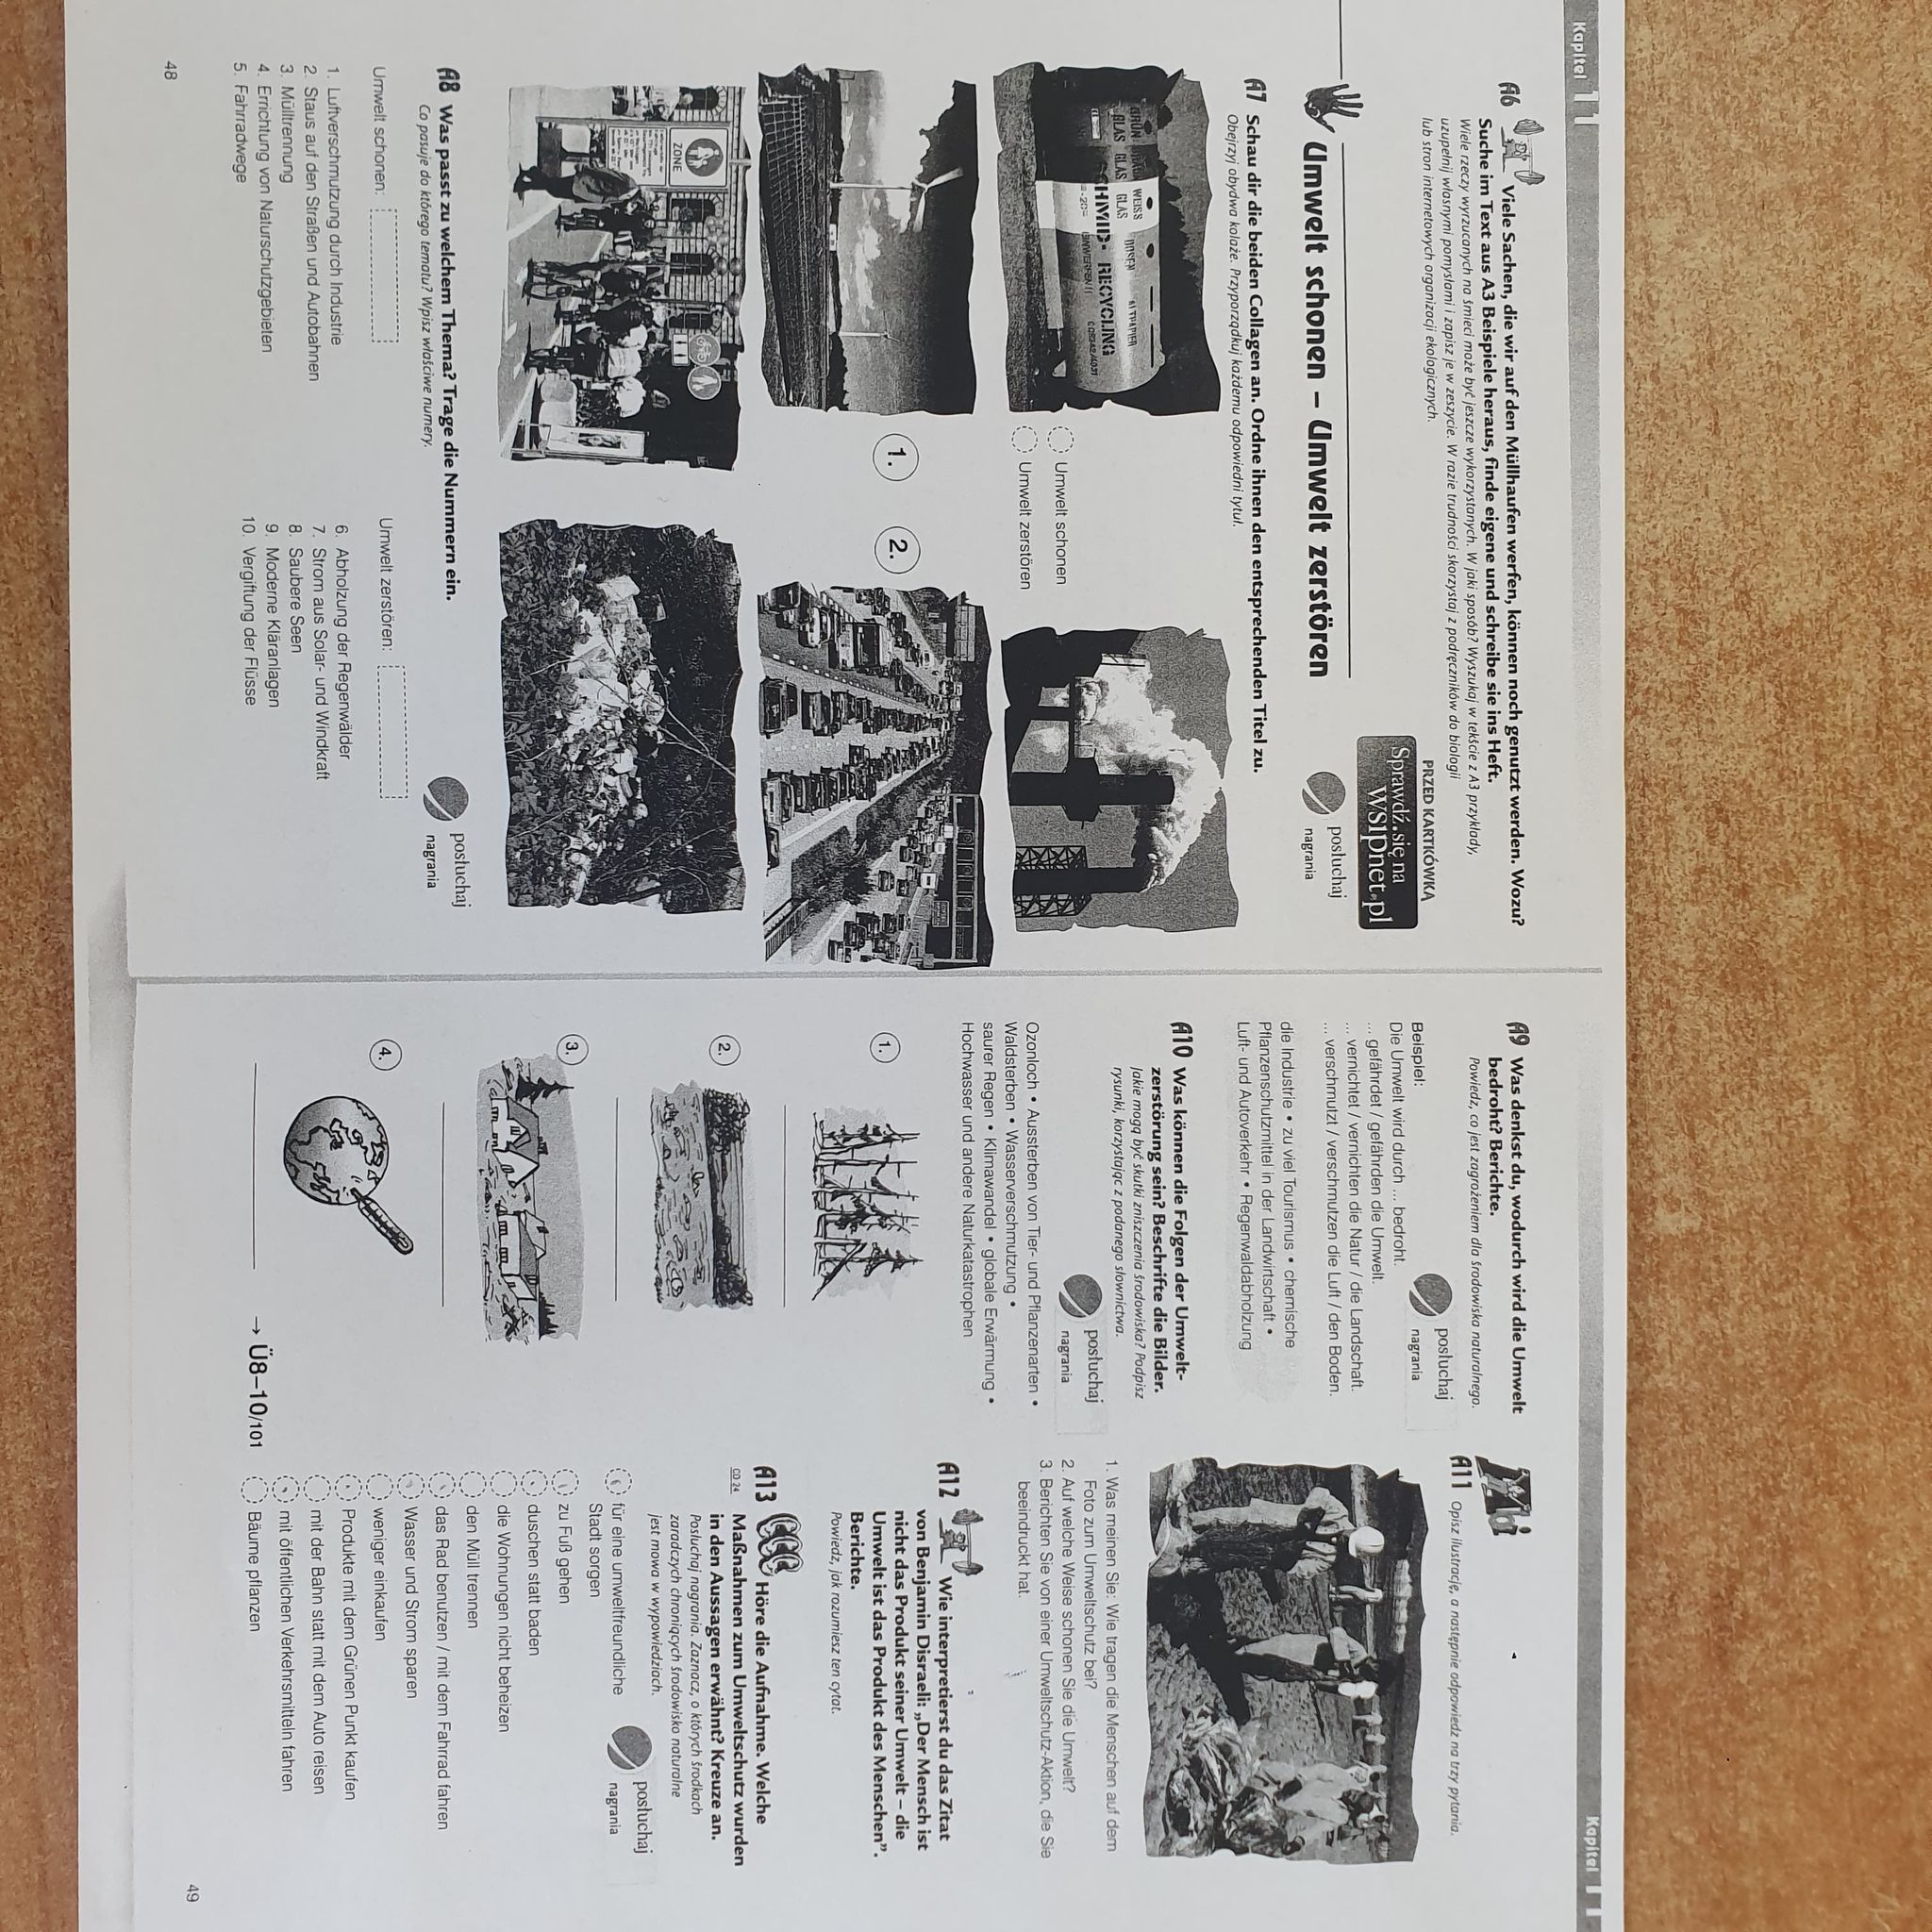 Kapitel 11
A6 Viele Sachen, die wir auf den Müllhaufen werfen, können noch genutzt werden. Wozu?
Suche im Text aus A3 Beispiele heraus, finde eigene und schreibe sie ins Heft.
Wiele rzeczy wyrzucanych na śmieci może być jeszcze wykorzystanych. W jaki sposób? Wyszukaj w tekście z A3 przykłady,
uzupełnij własnymi pomysłami i zapisz je w zeszycie. W razie trudności skorzystaj z podręczników do biologii
lub stron internetowych organizacji ekologicznych.
PRZED KARTKÓWKĄ
Sprawdź się na
wsipnet.pl
Umwelt schonen – Umwelt zerstören
posłuchaj
nagrania
A7 Schau dir die beiden Collagen an. Ordne ihnen den entsprechenden Titel zu.
Obejrzyj obydwa kolaże. Przyporządkuj każdemu odpowiedni tytuł.
GRÜN BRAUN WEISS
GLAS GLAS GLAS DOSEN ALTPAPIER
SCHMID- RECYCLING
EINWERFEN!!
Umwelt schonen
Umwelt zerstören
1.
2.
ZONE
A8 Was passt zu welchem Thema? Trage die Nummern ein.
Co pasuje do którego tematu? Wpisz właściwe numery.
posłuchaj
nagrania
Umwelt schonen:
Umwelt zerstören:
1. Luftverschmutzung durch Industrie
2. Staus auf den Straßen und Autobahnen
3. Mülltrennung
4. Errichtung von Naturschutzgebieten
5. Fahrradwege
6. Abholzung der Regenwälder
7. Strom aus Solar- und Windkraft
8. Saubere Seen
9. Moderne Kläranlagen
10. Vergiftung der Flüsse
48
Kapitel 11
A9 Was denkst du, wodurch wird die Umwelt
bedroht? Berichte.
Powiedz, co jest zagrożeniem dla środowiska naturalnego.
posłuchaj
nagrania
Beispiel:
Die Umwelt wird durch ... bedroht.
... gefährdet / gefährden die Umwelt.
... vernichtet / vernichten die Natur / die Landschaft.
... verschmutzt / verschmutzen die Luft / den Boden.
die Industrie • zu viel Tourismus • chemische
Pflanzenschutzmittel in der Landwirtschaft •
Luft- und Autoverkehr • Regenwaldabholzung
A10 Was können die Folgen der Umwelt-
zerstörung sein? Beschrifte die Bilder.
Jakie mogą być skutki zniszczenia środowiska? Podpisz
rysunki, korzystając z podanego słownictwa.
posłuchaj
nagrania
Ozonloch • Aussterben von Tier- und Pflanzenarten •
Waldsterben • Wasserverschmutzung •
saurer Regen • Klimawandel • globale Erwärmung •
Hochwasser und andere Naturkatastrophen
1.
2.
3.
4.
→ Ü8–10/101
Abi
A11 Opisz ilustrację, a następnie odpowiedz na trzy pytania.
1. Was meinen Sie: Wie tragen die Menschen auf dem
Foto zum Umweltschutz bei?
2. Auf welche Weise schonen Sie die Umwelt?
3. Berichten Sie von einer Umweltschutz-Aktion, die Sie
beeindruckt hat.
A12 Wie interpretierst du das Zitat
von Benjamin Disraeli: „Der Mensch ist
nicht das Produkt seiner Umwelt – die
Umwelt ist das Produkt des Menschen”.
Berichte.
Powiedz, jak rozumiesz ten cytat.
A13 Höre die Aufnahme. Welche
CD 24 Maßnahmen zum Umweltschutz wurden
in den Aussagen erwähnt? Kreuze an.
Posłuchaj nagrania. Zaznacz, o których środkach
zaradczych chroniących środowisko naturalne
jest mowa w wypowiedziach.
posłuchaj
nagrania
für eine umweltfreundliche
Stadt sorgen
zu Fuß gehen
duschen statt baden
die Wohnungen nicht beheizen
den Müll trennen
das Rad benutzen / mit dem Fahrrad fahren
Wasser und Strom sparen
weniger einkaufen
Produkte mit dem Grünen Punkt kaufen
mit der Bahn statt mit dem Auto reisen
mit öffentlichen Verkehrsmitteln fahren
Bäume pflanzen
49